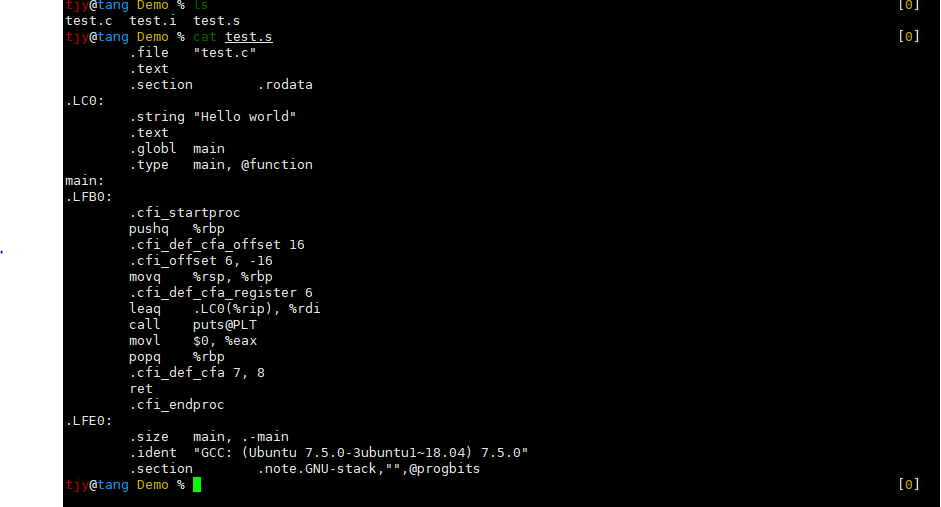 tjy@tang Demo % ls [0]
test.c test.i test.s
tjy@tang Demo % cat test.s [0]
.file "test.c"
.text
.section .rodata
.LC0:
.string "Hello world"
.text
.globl main
.type main, @function
main:
.LFB0:
.cfi_startproc
pushq %rbp
.cfi_def_cfa_offset 16
.cfi_offset 6, -16
movq %rsp, %rbp
.cfi_def_cfa_register 6
leaq .LC0(%rip), %rdi
call puts@PLT
movl $0, %eax
popq %rbp
.cfi_def_cfa 7, 8
ret
.cfi_endproc
.LFE0:
.size main, .-main
.ident "GCC: (Ubuntu 7.5.0-3ubuntu1~18.04) 7.5.0"
.section .note.GNU-stack,"",@progbits
tjy@tang Demo % [0]